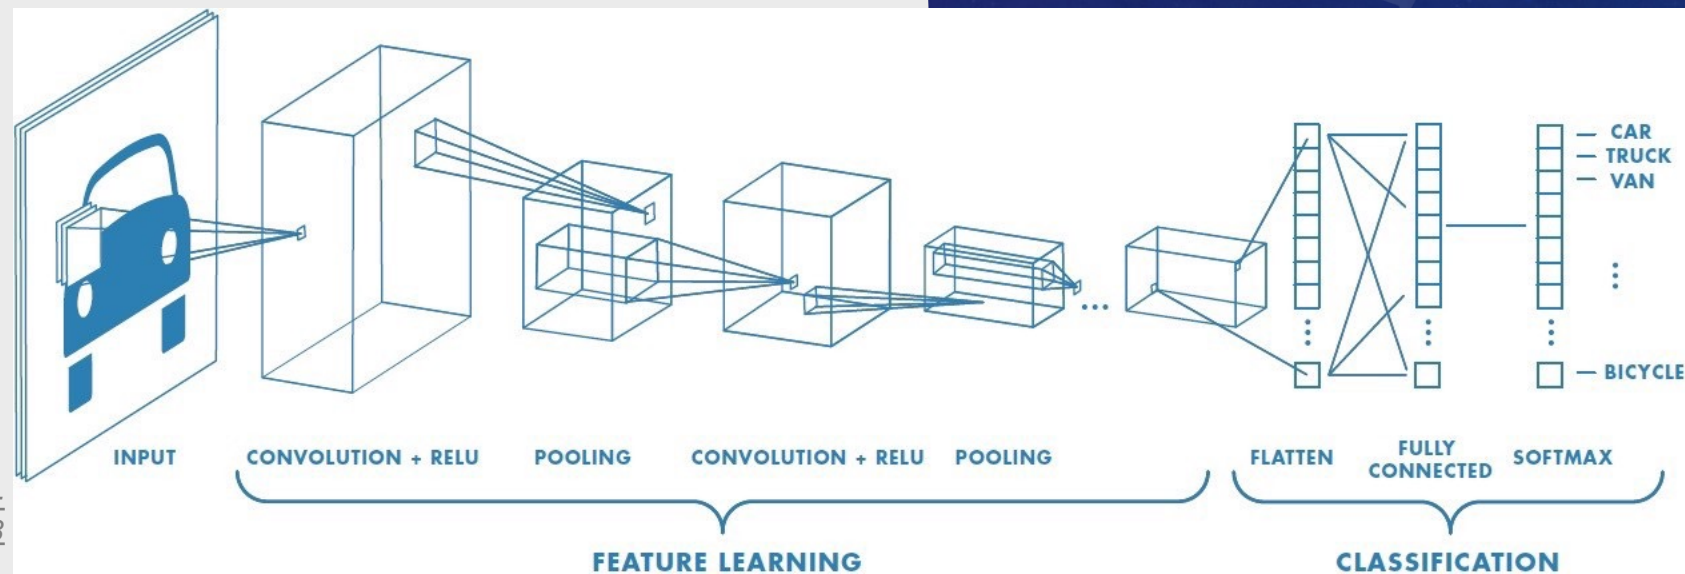 CAR
TRUCK
VAN
BICYCLE
INPUT
CONVOLUTION + RELU
POOLING
CONVOLUTION + RELU
POOLING
FLATTEN
FULLY
CONNECTED
SOFTMAX
FEATURE LEARNING
CLASSIFICATION